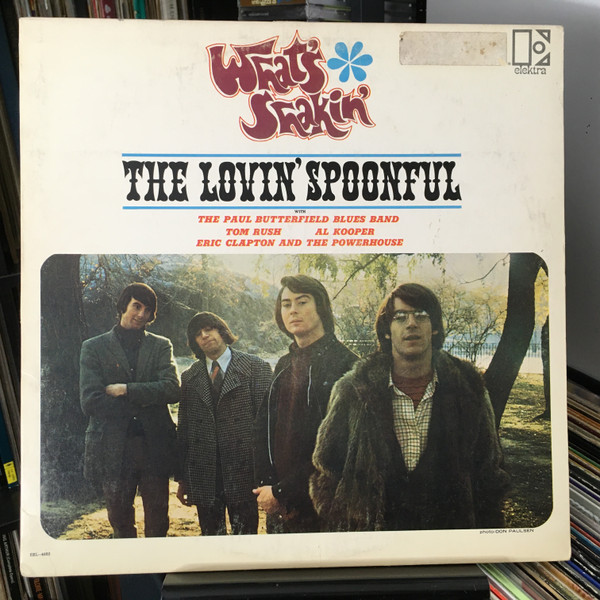 What's
Shakin'
elektra
THE LOVIN' SPOONFUL
WITH
THE PAUL BUTTERFIELD BLUES BAND
TOM RUSH AL KOOPER
ERIC CLAPTON AND THE POWERHOUSE
photo: DON PAULSEN